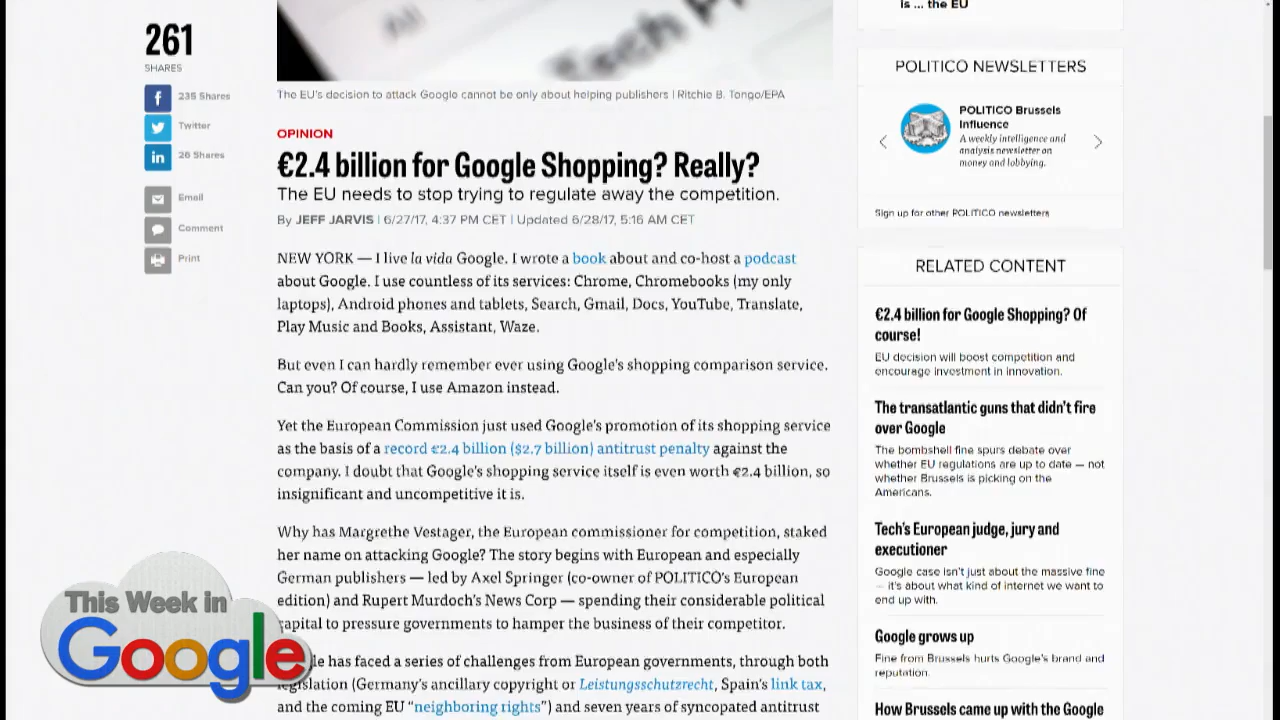 is ... the EU
261
SHARES
235 Shares
Twitter
26 Shares
Email
Comment
Print
The EU's decision to attack Google cannot be only about helping publishers | Ritchie B. Tongo/EPA
OPINION
€2.4 billion for Google Shopping? Really?
The EU needs to stop trying to regulate away the competition.
By JEFF JARVIS | 6/27/17, 4:37 PM CET | Updated 6/28/17, 5:16 AM CET
NEW YORK — I live la vida Google. I wrote a book about and co-host a podcast
about Google. I use countless of its services: Chrome, Chromebooks (my only
laptops), Android phones and tablets, Search, Gmail, Docs, YouTube, Translate,
Play Music and Books, Assistant, Waze.
But even I can hardly remember ever using Google's shopping comparison service.
Can you? Of course, I use Amazon instead.
Yet the European Commission just used Google's promotion of its shopping service
as the basis of a record €2.4 billion ($2.7 billion) antitrust penalty against the
company. I doubt that Google's shopping service itself is even worth €2.4 billion, so
insignificant and uncompetitive it is.
Why has Margrethe Vestager, the European commissioner for competition, staked
her name on attacking Google? The story begins with European and especially
German publishers — led by Axel Springer (co-owner of POLITICO's European
edition) and Rupert Murdoch's News Corp — spending their considerable political
capital to pressure governments to hamper the business of their competitor.
le has faced a series of challenges from European governments, through both
legislation (Germany's ancillary copyright or Leistungsschutzrecht, Spain's link tax,
and the coming EU "neighboring rights") and seven years of syncopated antitrust
POLITICO NEWSLETTERS
POLITICO Brussels
Influence
A weekly intelligence and
analysis newsletter on
money and lobbying.
Sign up for other POLITICO newsletters
RELATED CONTENT
€2.4 billion for Google Shopping? Of
course!
EU decision will boost competition and
encourage investment in innovation.
The transatlantic guns that didn't fire
over Google
The bombshell fine spurs debate over
whether EU regulations are up to date — not
whether Brussels is picking on the
Americans.
Tech's European judge, jury and
executioner
Google case isn't just about the massive fine
— it's about what kind of internet we want to
end up with.
Google grows up
Fine from Brussels hurts Google's brand and
reputation.
How Brussels came up with the Google
This Week in
Google